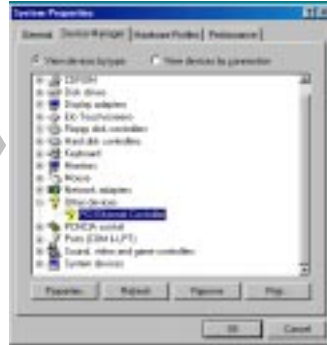 System Properties
General Device Manager Hardware Profiles Performance
View devices by type View devices by connection
CDROM
Disk drives
Display adapters
Elo Touchscreens
Floppy disk controllers
Hard disk controllers
Keyboard
Monitors
Mouse
Network adapters
Other devices
PCI Ethernet Controller
PCMCIA socket
Ports (COM & LPT)
Sound, video and game controllers
System devices
Properties Refresh Remove Print...
OK Cancel